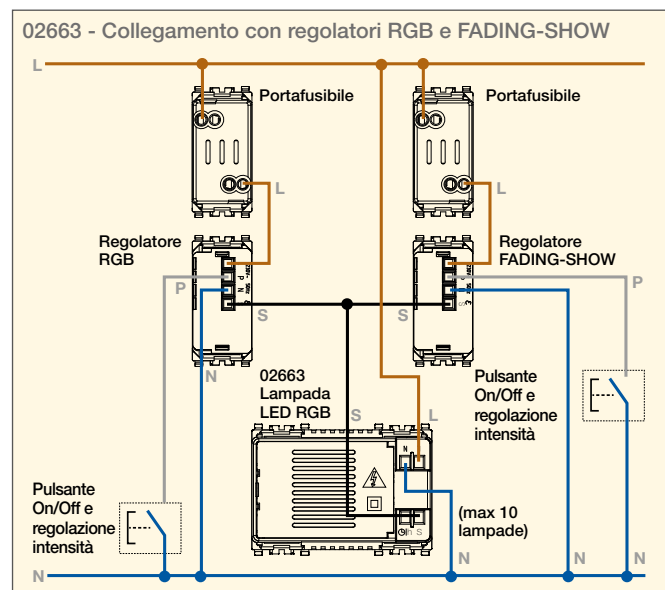 02663 - Collegamento con regolatori RGB e FADING-SHOW
L
Portafusibile
Portafusibile
L
L
Regolatore
RGB
Regolatore
FADING-SHOW
P
P
S
S
N
02663
Lampada
LED RGB
S
L
Pulsante
On/Off e
regolazione
intensità
N
Pulsante
On/Off e
regolazione
intensità
(max 10
lampade)
h S
N
N
N
N